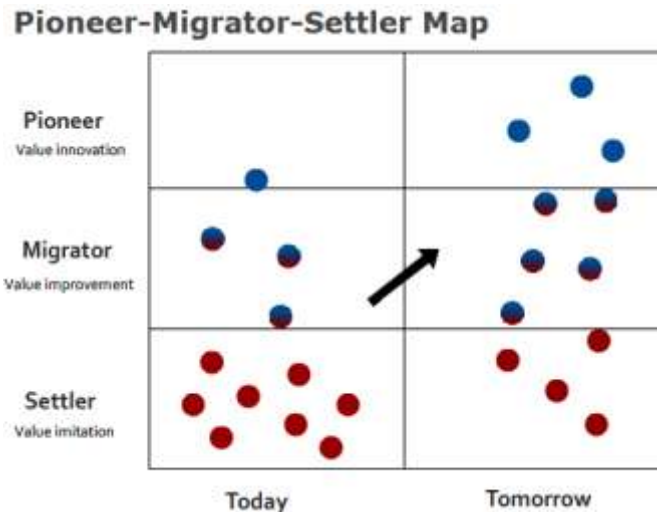 Pioneer-Migrator-Settler Map
Pioneer
Value innovation
Migrator
Value improvement
Settler
Value imitation
Today
Tomorrow